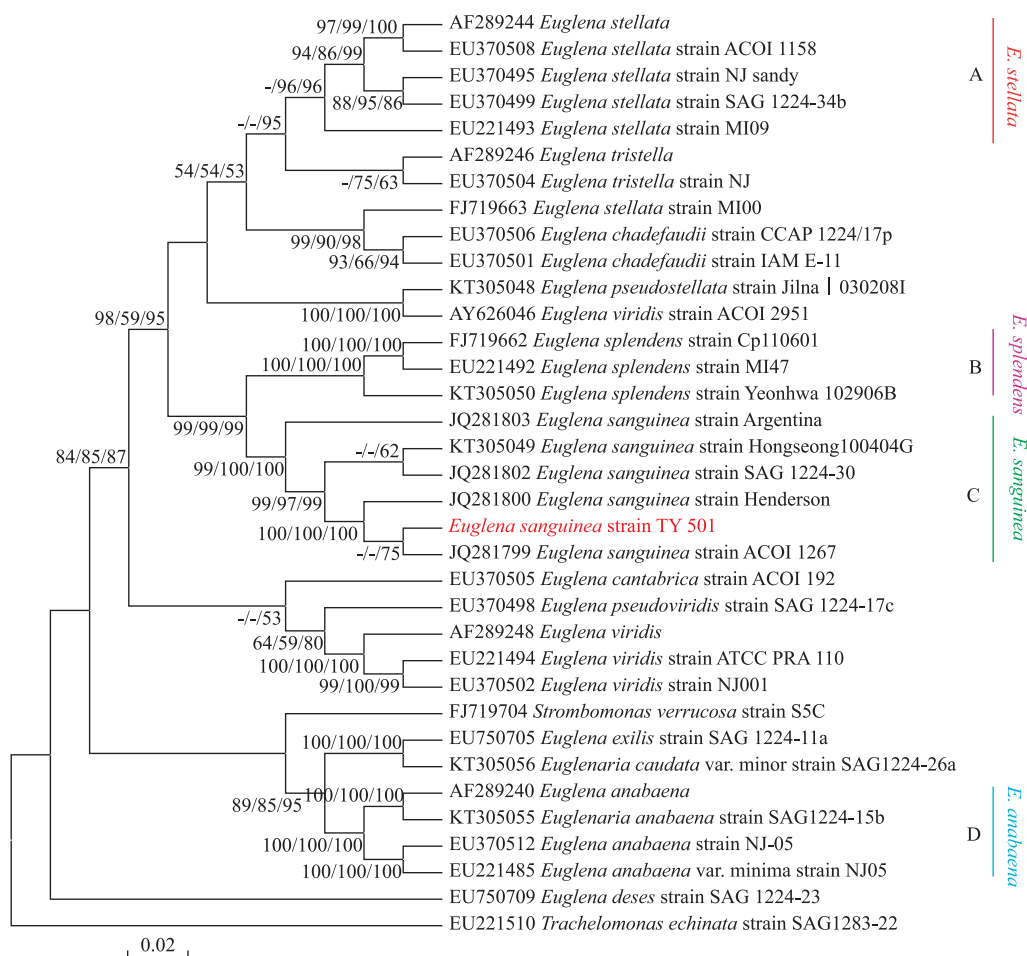 97/99/100
AF289244 Euglena stellata
94/86/99
EU370508 Euglena stellata strain ACOI 1158
-/96/96
EU370495 Euglena stellata strain NJ sandy
A
E. stellata
88/95/86
EU370499 Euglena stellata strain SAG 1224-34b
-/-/95
EU221493 Euglena stellata strain MI09
AF289246 Euglena tristella
54/54/53
-/75/63
EU370504 Euglena tristella strain NJ
FJ719663 Euglena stellata strain MI00
99/90/98
EU370506 Euglena chadefaudii strain CCAP 1224/17p
93/66/94
EU370501 Euglena chadefaudii strain IAM E-11
KT305048 Euglena pseudostellata strain Jilna | 030208I
98/59/95
100/100/100
AY626046 Euglena viridis strain ACOI 2951
100/100/100
FJ719662 Euglena splendens strain Cp110601
100/100/100
EU221492 Euglena splendens strain MI47
B
E. splendens
KT305050 Euglena splendens strain Yeonhwa 102906B
99/99/99
JQ281803 Euglena sanguinea strain Argentina
84/85/87
-/-/62
KT305049 Euglena sanguinea strain Hongseong100404G
99/100/100
JQ281802 Euglena sanguinea strain SAG 1224-30
99/97/99
JQ281800 Euglena sanguinea strain Henderson
C
E. sanguinea
100/100/100
Euglena sanguinea strain TY 501
-/-/75
JQ281799 Euglena sanguinea strain ACOI 1267
EU370505 Euglena cantabrica strain ACOI 192
-/-/53
EU370498 Euglena pseudoviridis strain SAG 1224-17c
64/59/80
AF289248 Euglena viridis
100/100/100
EU221494 Euglena viridis strain ATCC PRA 110
99/100/99
EU370502 Euglena viridis strain NJ001
FJ719704 Strombomonas verrucosa strain S5C
100/100/100
EU750705 Euglena exilis strain SAG 1224-11a
KT305056 Euglenaria caudata var. minor strain SAG1224-26a
89/85/95
100/100/100
AF289240 Euglena anabaena
KT305055 Euglenaria anabaena strain SAG1224-15b
D
E. anabaena
100/100/100
EU370512 Euglena anabaena strain NJ-05
100/100/100
EU221485 Euglena anabaena var. minima strain NJ05
EU750709 Euglena deses strain SAG 1224-23
EU221510 Trachelomonas echinata strain SAG1283-22
0.02